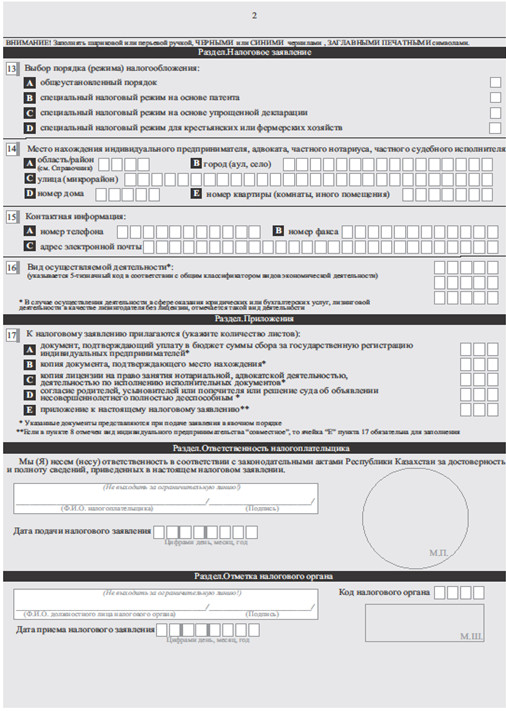 2
ВНИМАНИЕ! Заполнять шариковой или перьевой ручкой, ЧЕРНЫМИ или СИНИМИ чернилами , ЗАГЛАВНЫМИ ПЕЧАТНЫМИ символами.
Раздел.Налоговое заявление
13 Выбор порядка (режима) налогообложения:
A общеустановленный порядок
B специальный налоговый режим на основе патента
C специальный налоговый режим на основе упрощенной декларации
D специальный налоговый режим для крестьянских или фермерских хозяйств
14 Место нахождения индивидуального предпринимателя, адвоката, частного нотариуса, частного судебного исполнителя
A область/район B город (аул, село)
(см. Справочник)
C улица (микрорайон)
D номер дома E номер квартиры (комнаты, иного помещения)
15 Контактная информация:
A номер телефона B номер факса
C адрес электронной почты
16 Вид осуществляемой деятельности*:
(указывается 5-тизначный код в соответствии с общим классификатором видов экономической деятельности)
* В случае осуществления деятельности в сфере оказания юридических или бухгалтерских услуг, лизинговой
деятельности в качестве лизингодателя без лицензии, отмечается такой вид деятельности
Раздел.Приложения
17 К налоговому заявлению прилагаются (укажите количество листов):
A документ, подтверждающий уплату в бюджет суммы сбора за государственную регистрацию
индивидуальных предпринимателей*
B копия документа, подтверждающего место нахождения*
C копия лицензии на право занятия нотариальной, адвокатской деятельностью,
деятельностью по исполнению исполнительных документов*
D согласие родителей, усыновителей или попечителя или решение суда об объявлении
несовершеннолетнего полностью дееспособным *
E приложение к настоящему налоговому заявлению**
* Указанные документы представляются при подаче заявления в явочном порядке
**Если в пункте 8 отмечен вид индивидуального предпринимательства "совместное", то ячейка "Е" пункта 17 обязательна для заполнения
Раздел.Ответственность налогоплательщика
Мы (Я) несем (несу) ответственность в соответствии с законодательными актами Республики Казахстан за достоверность
и полноту сведений, приведенных в настоящем налоговом заявлении.
(Не выходить за ограничительную линию!)
(Ф.И.О. налогоплательщика) (Подпись)
Дата подачи налогового заявления
Цифрами день, месяц, год
М.П.
Раздел.Отметка налогового органа
(Не выходить за ограничительную линию!) Код налогового органа
(Ф.И.О. должностного лица налогового органа) (Подпись)
Дата приема налогового заявления
Цифрами день, месяц, год
М.Ш.